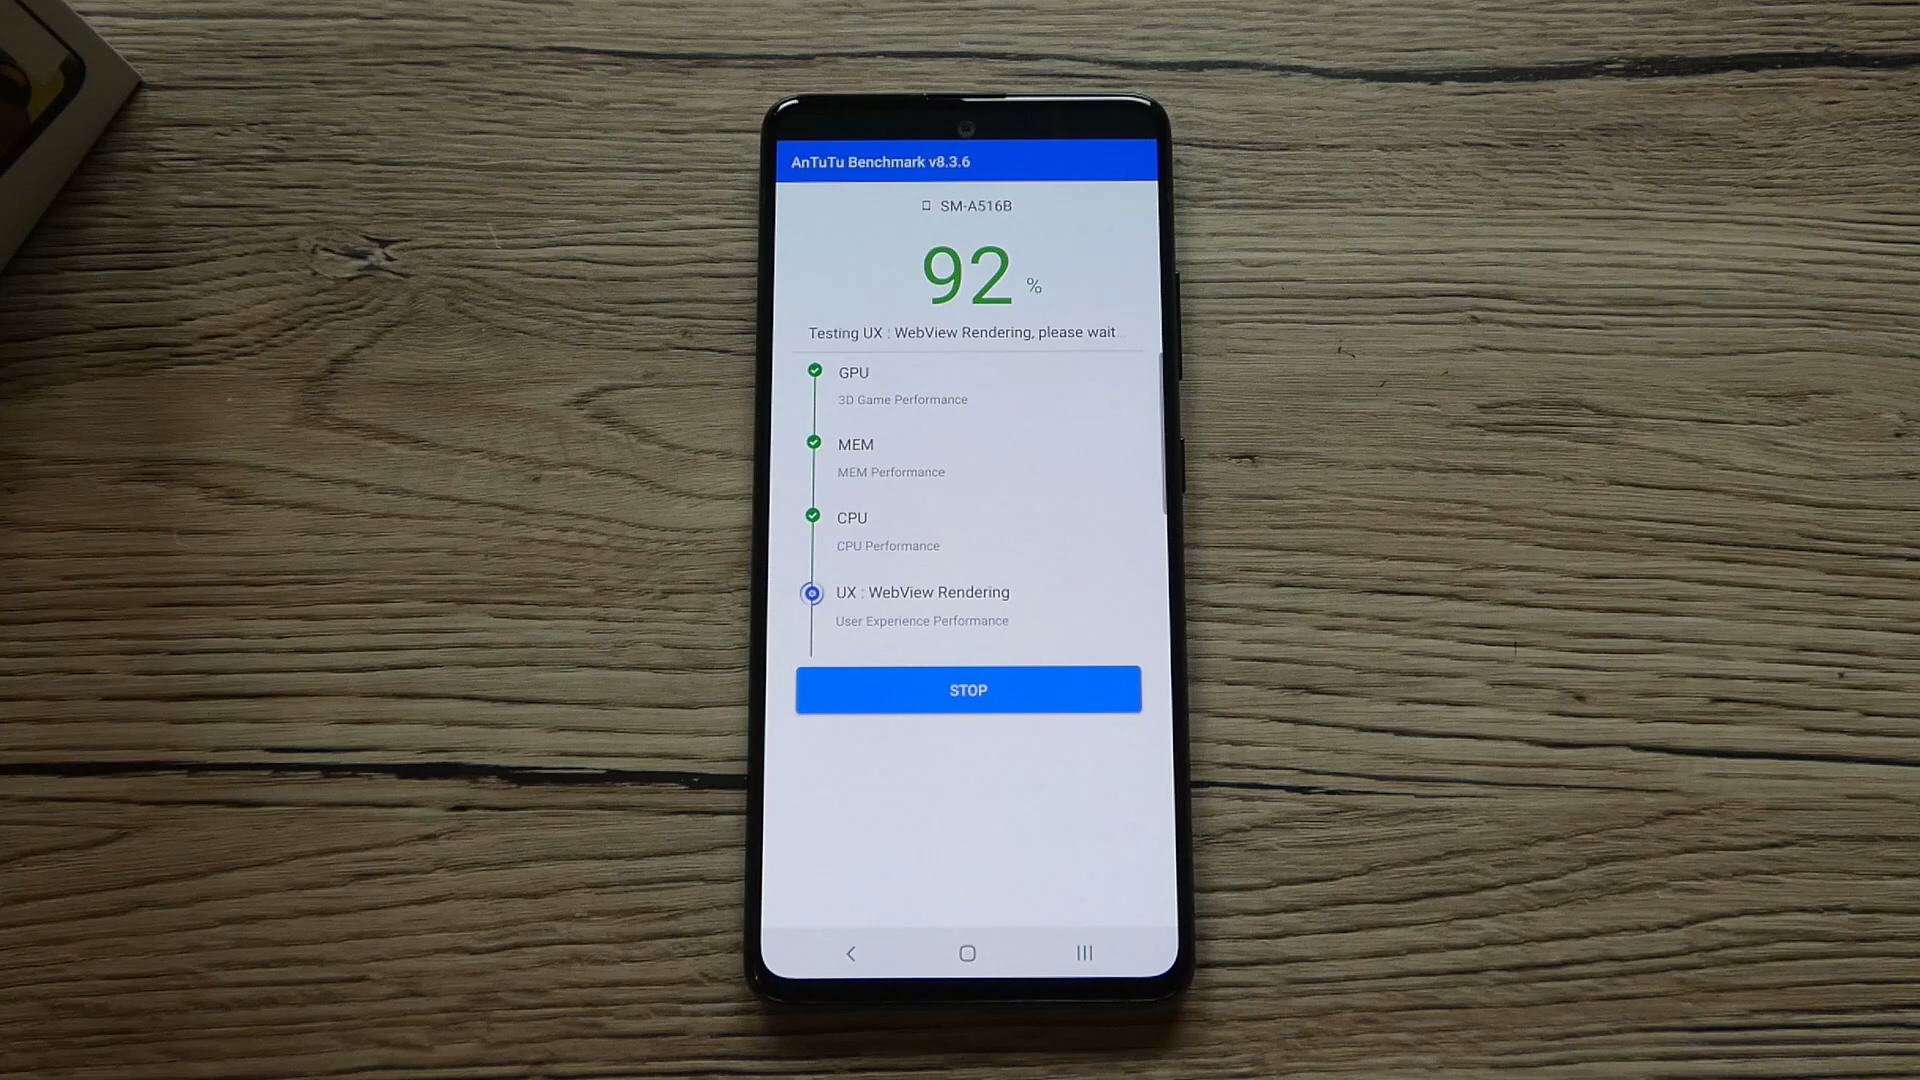 AnTuTu Benchmark v8.3.6
SM-A516B
92 %
Testing UX : WebView Rendering, please wait...
GPU
3D Game Performance
MEM
MEM Performance
CPU
CPU Performance
UX : WebView Rendering
User Experience Performance
STOP